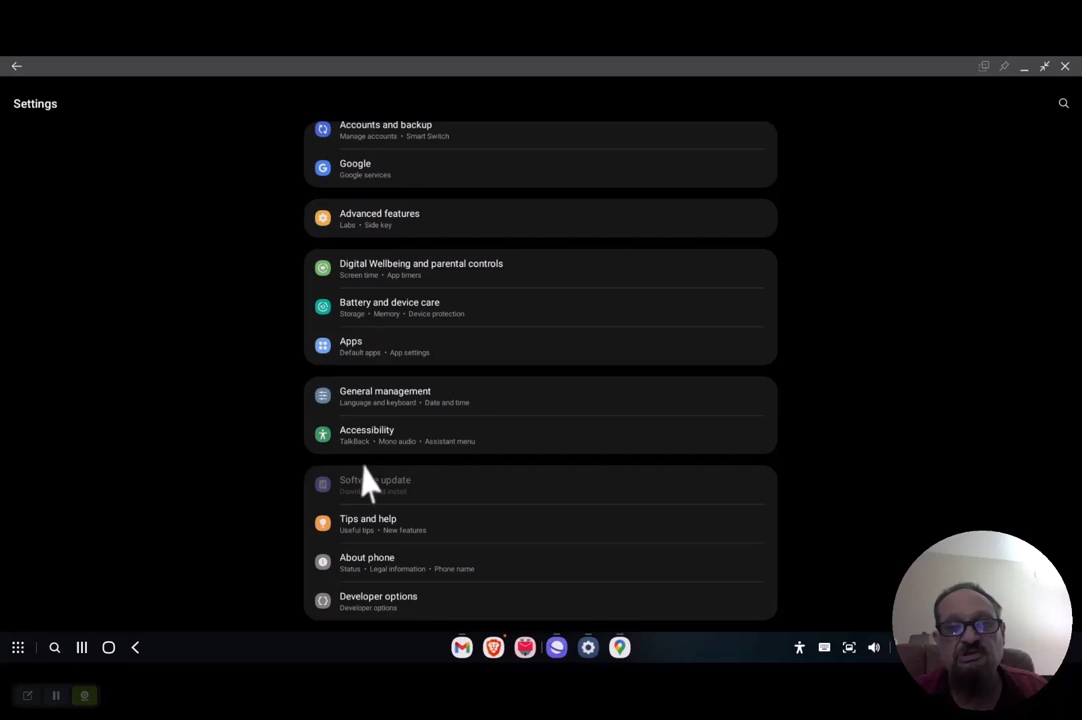 Settings
Accounts and backup
Manage accounts • Smart Switch
Google
Google services
Advanced features
Labs • Side key
Digital Wellbeing and parental controls
Screen time • App timers
Battery and device care
Storage • Memory • Device protection
Apps
Default apps • App settings
General management
Language and keyboard • Date and time
Accessibility
TalkBack • Mono audio • Assistant menu
update
install
Tips and help
Useful tips • New features
About phone
Status • Legal information • Phone name
Developer options
Developer options